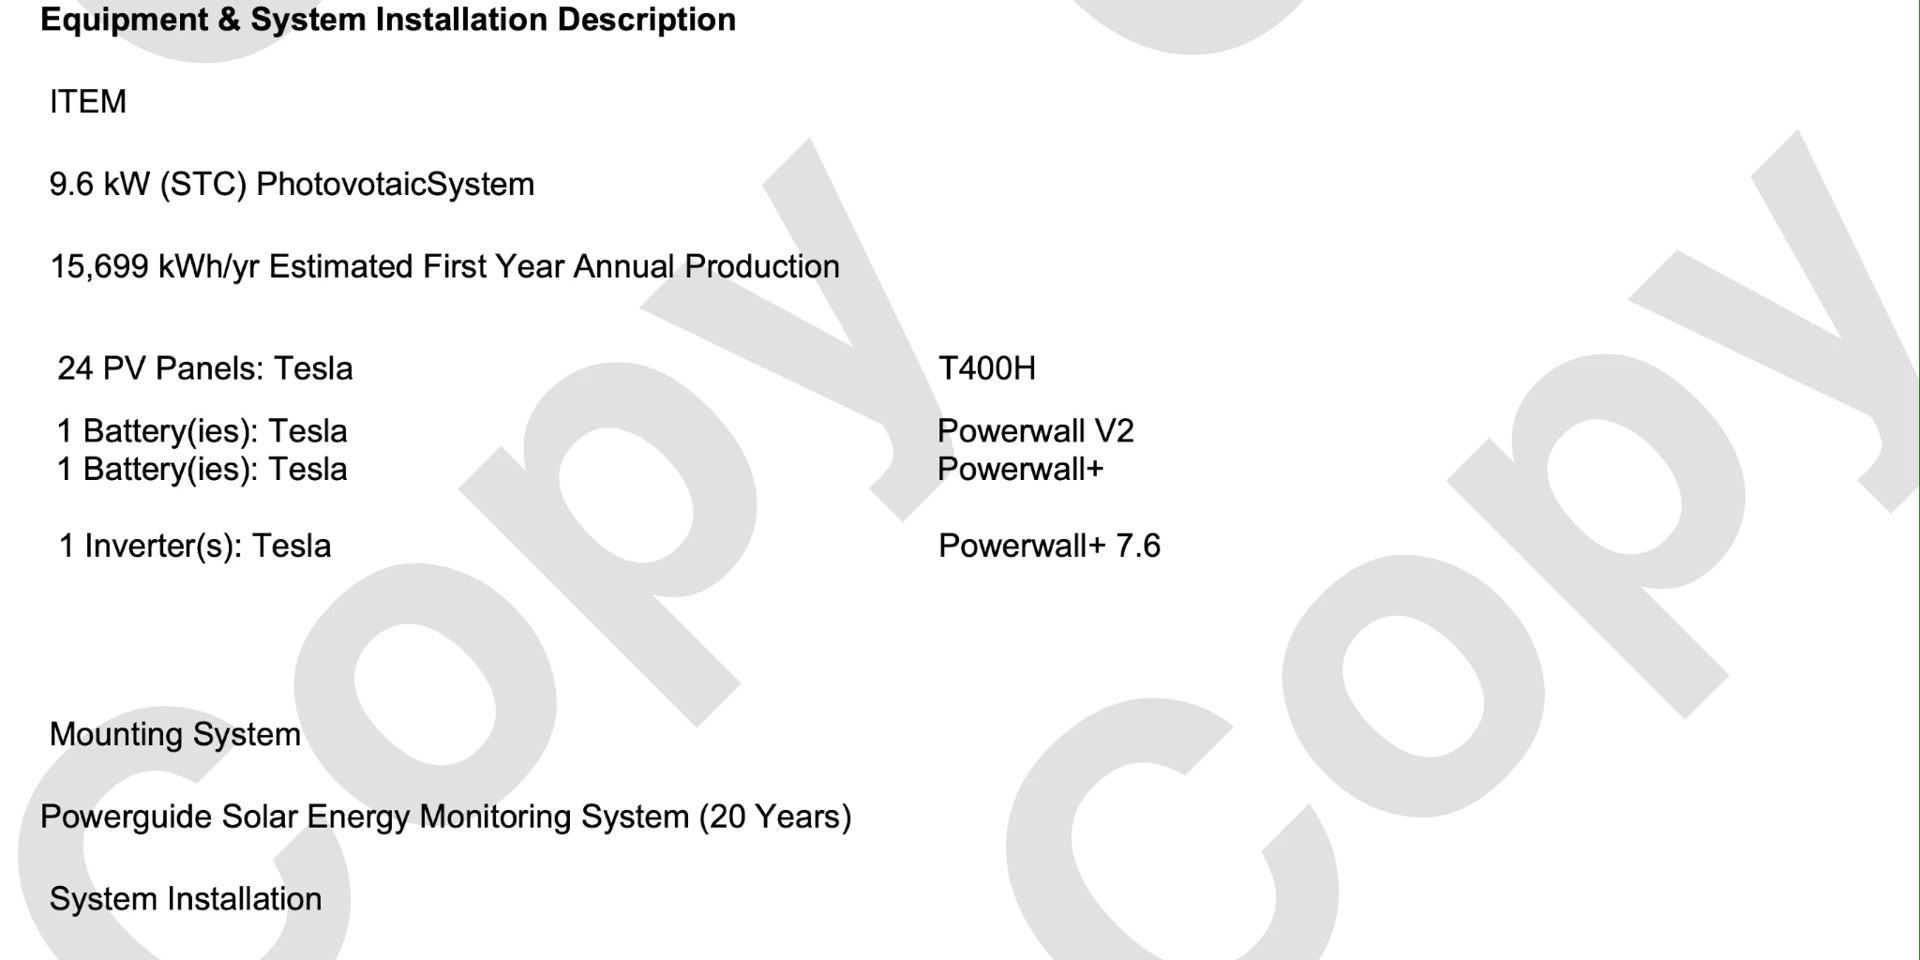 Equipment & System Installation Description
ITEM
9.6 kW (STC) PhotovotaicSystem
15,699 kWh/yr Estimated First Year Annual Production
24 PV Panels: Tesla T400H
1 Battery(ies): Tesla Powerwall V2
1 Battery(ies): Tesla Powerwall+
1 Inverter(s): Tesla Powerwall+ 7.6
Mounting System
Powerguide Solar Energy Monitoring System (20 Years)
System Installation
Copy
Copy